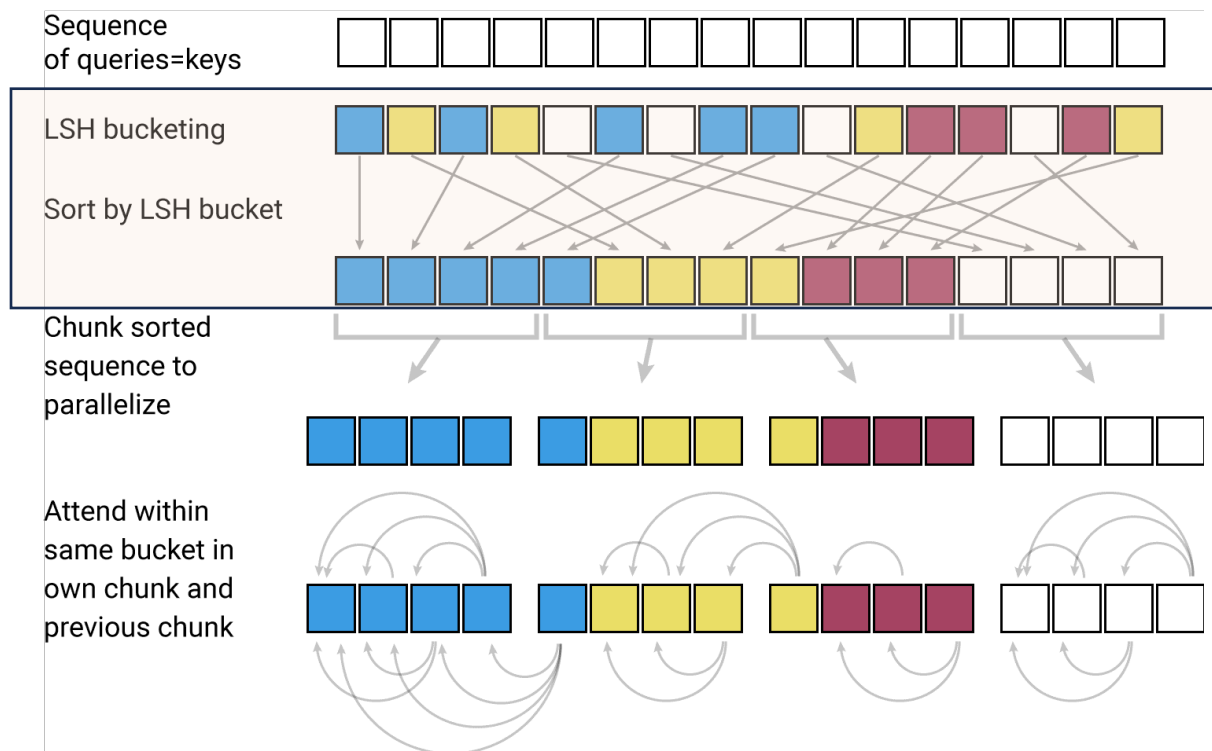 Sequence
of queries=keys
LSH bucketing
Sort by LSH bucket
Chunk sorted
sequence to
parallelize
Attend within
same bucket in
own chunk and
previous chunk